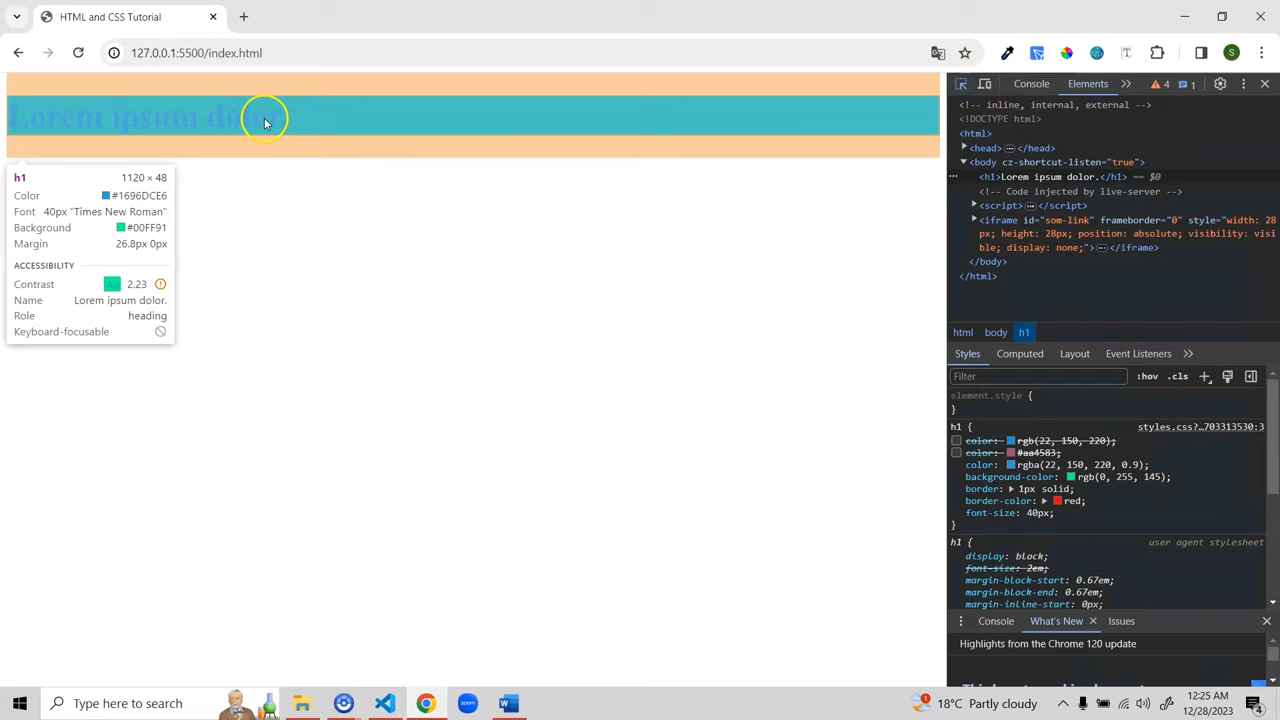 HTML and CSS Tutorial
127.0.0.1:5500/index.html
S
Lorem ipsum dolor.
h1 1120 × 48
Color #1696DCE6
Font 40px "Times New Roman"
Background #00FF91
Margin 26.8px 0px
ACCESSIBILITY
Contrast Aa 2.23
Name Lorem ipsum dolor.
Role heading
Keyboard-focusable
Console Elements 4 1
<!-- inline, internal, external -->
<!DOCTYPE html>
<html>
<head> </head>
<body cz-shortcut-listen="true">
<h1>Lorem ipsum dolor.</h1> == $0
<!-- Code injected by live-server -->
<script> </script>
<iframe id="som-link" frameborder="0" style="width: 28
px; height: 28px; position: absolute; visibility: visi
ble; display: none;"> </iframe>
</body>
</html>
html body h1
Styles Computed Layout Event Listeners
Filter :hov .cls
element.style {
}
h1 { styles.css?…703313530:3
color: rgb(22, 150, 220);
color: #aa4583;
color: rgba(22, 150, 220, 0.9);
background-color: rgb(0, 255, 145);
border: 1px solid;
border-color: red;
font-size: 40px;
}
h1 { user agent stylesheet
display: block;
font-size: 2em;
margin-block-start: 0.67em;
margin-block-end: 0.67em;
margin-inline-start: 0px;
Console What's New Issues
Highlights from the Chrome 120 update
Type here to search
zoom
1
18°C Partly cloudy
12:25 AM
12/28/2023
4